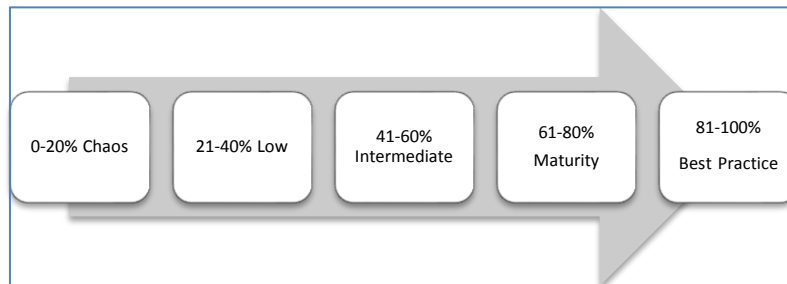 0-20% Chaos
21-40% Low
41-60%
Intermediate
61-80%
Maturity
81-100%
Best Practice